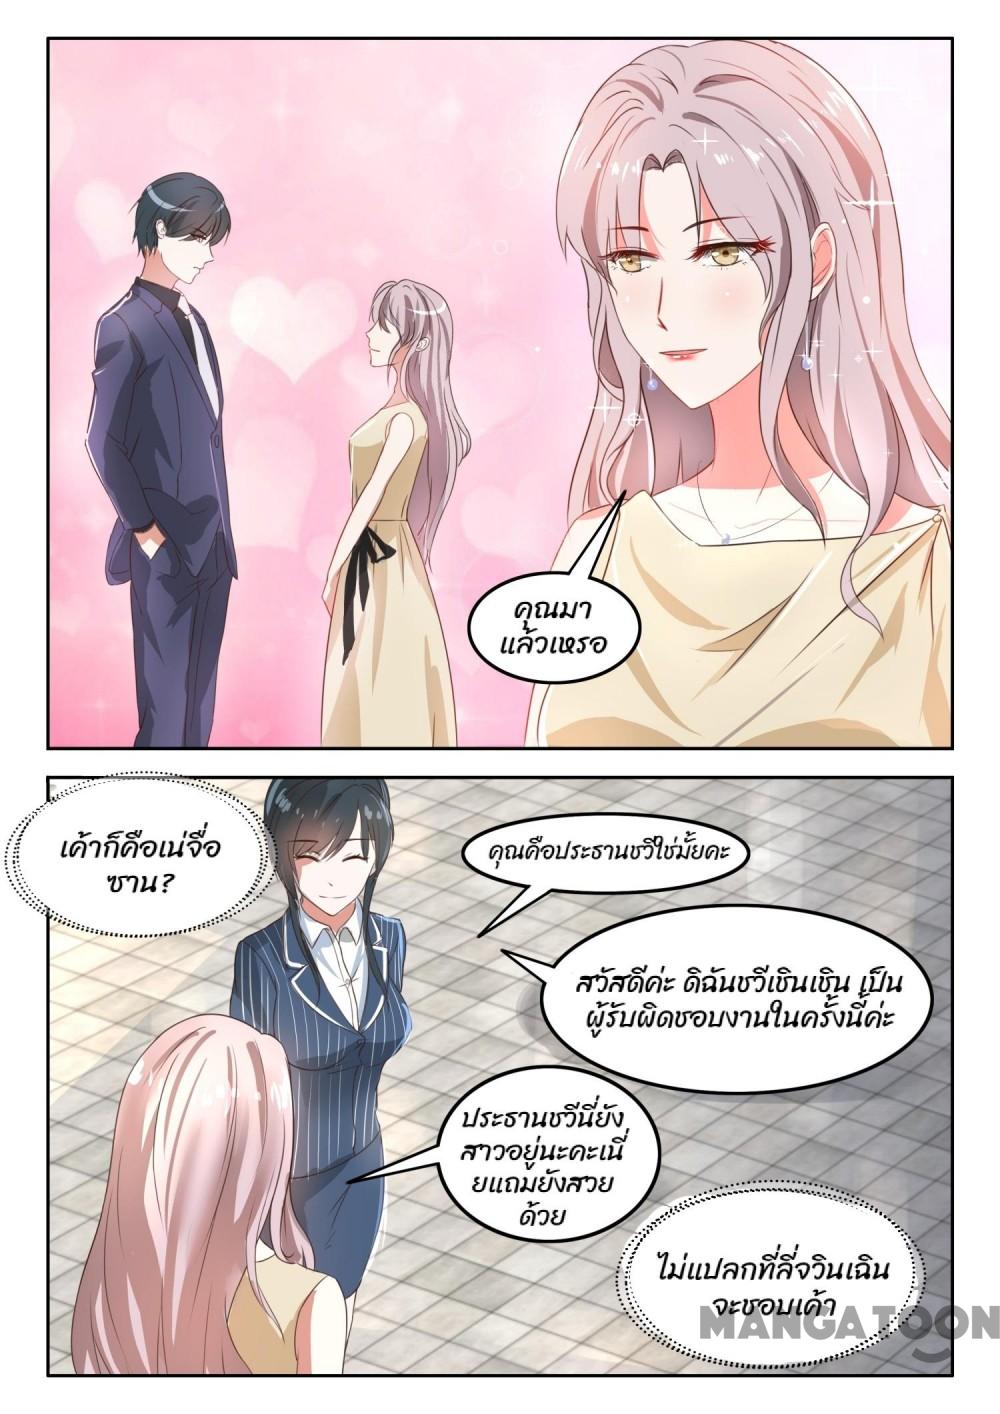 คุณมา
แล้วเหรอ
เค้าก็คือเน่จื่อ
ซาน?
คุณคือประธานชวีใช่มั้ยคะ
สวัสดีค่ะ ดิฉันชวีเชินเชิน เป็น
ผู้รับผิดชอบงานในครั้งนี้ค่ะ
ประธานชวีนี่ยัง
สาวอยู่นะคะเนี่
ยแถมยังสวย
ด้วย
ไม่แปลกที่ลี่จวินเฉิน
จะชอบเค้า
MANGATOON